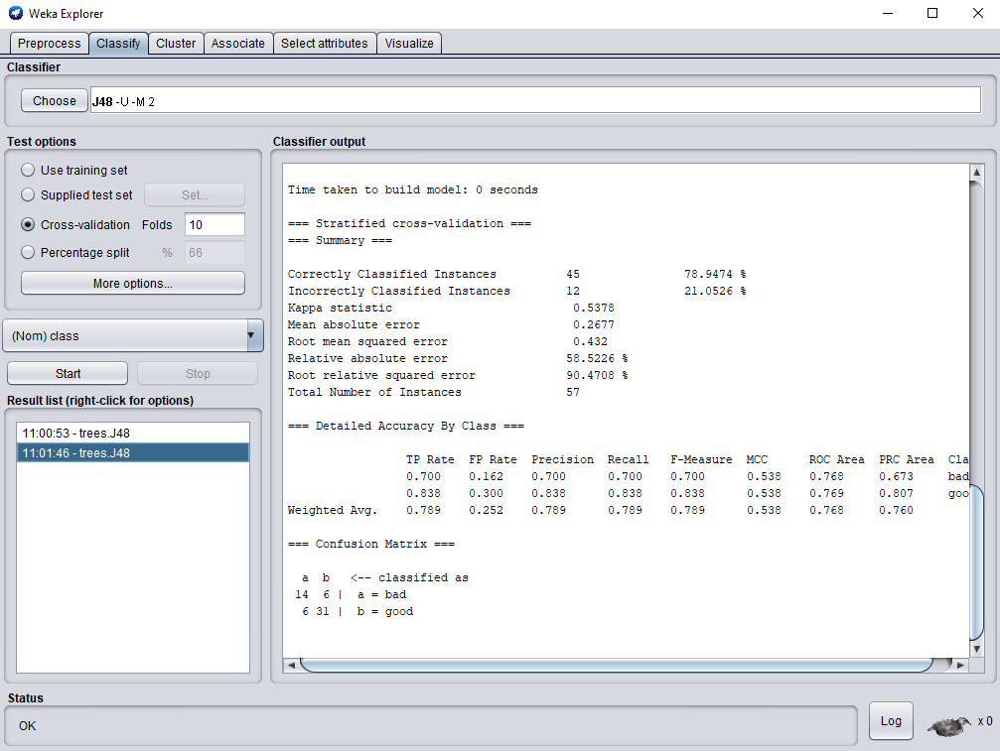 Weka Explorer
Preprocess Classify Cluster Associate Select attributes Visualize
Classifier
Choose J48 -U -M 2
Test options
Use training set
Supplied test set Set...
Cross-validation Folds 10
Percentage split % 66
More options...
(Nom) class
Start Stop
Result list (right-click for options)
11:00:53 - trees.J48
11:01:46 - trees.J48
Classifier output
Time taken to build model: 0 seconds
=== Stratified cross-validation ===
=== Summary ===
Correctly Classified Instances 45 78.9474 %
Incorrectly Classified Instances 12 21.0526 %
Kappa statistic 0.5378
Mean absolute error 0.2677
Root mean squared error 0.432
Relative absolute error 58.5226 %
Root relative squared error 90.4708 %
Total Number of Instances 57
=== Detailed Accuracy By Class ===
TP Rate FP Rate Precision Recall F-Measure MCC ROC Area PRC Area Cla
0.700 0.162 0.700 0.700 0.700 0.538 0.768 0.673 bad
0.838 0.300 0.838 0.838 0.838 0.538 0.769 0.807 goo
Weighted Avg. 0.789 0.252 0.789 0.789 0.789 0.538 0.768 0.760
=== Confusion Matrix ===
a b <-- classified as
14 6 | a = bad
6 31 | b = good
Status
OK
Log x 0